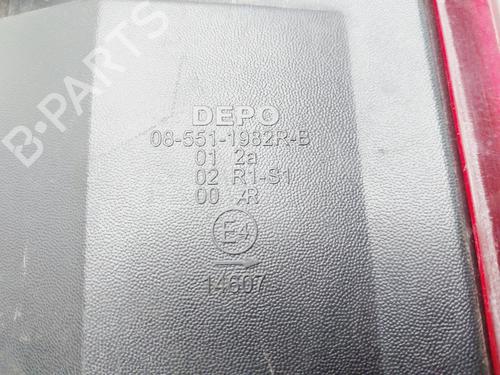 DEPO
08-551-1982R-B
01 2a
02 R1-S1
00 AR
E4
14607
B-PARTS